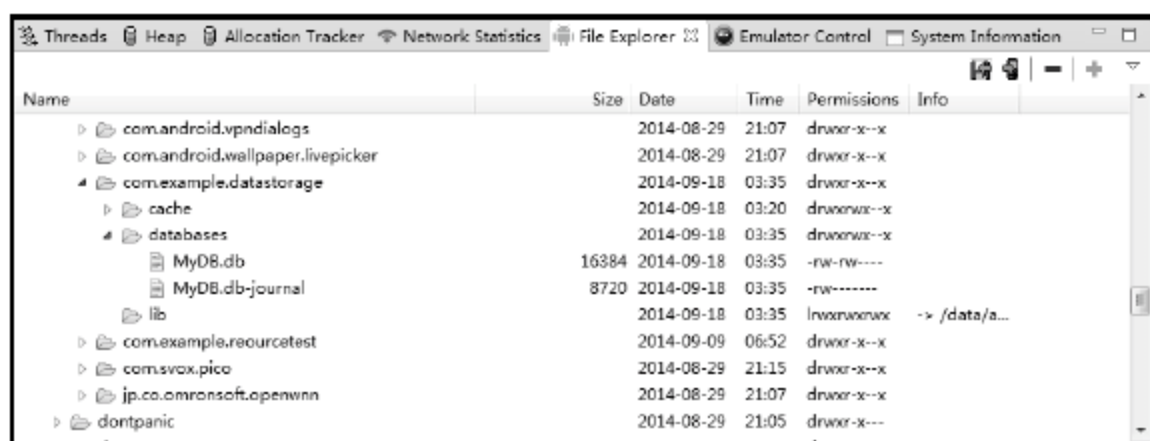 Threads Heap Allocation Tracker Network Statistics File Explorer Emulator Control System Information
Name Size Date Time Permissions Info
com.android.vpndialogs 2014-08-29 21:07 drwxr-x--x
com.android.wallpaper.livepicker 2014-08-29 21:07 drwxr-x--x
com.example.datastorage 2014-09-18 03:35 drwxr-x--x
cache 2014-09-18 03:20 drwxrwx--x
databases 2014-09-18 03:35 drwxrwx--x
MyDB.db 16384 2014-09-18 03:35 -rw-rw----
MyDB.db-journal 8720 2014-09-18 03:35 -rw-------
lib 2014-09-18 03:35 lrwxrwxrwx -> /data/a...
com.example.reourcetest 2014-09-09 06:52 drwxr-x--x
com.svox.pico 2014-08-29 21:15 drwxr-x--x
jp.co.omronsoft.openwnn 2014-08-29 21:07 drwxr-x--x
dontpanic 2014-08-29 21:05 drwxr-x---